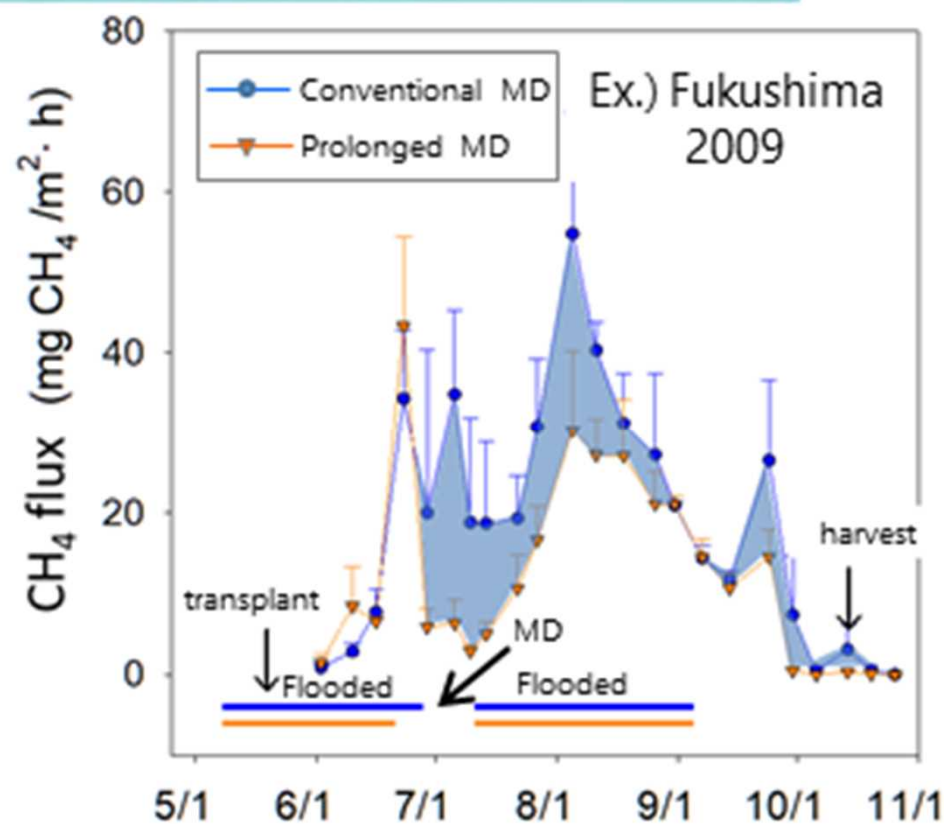 80
60
40
20
0
CH₄ flux (mg CH₄ /m²· h)
Conventional MD
Prolonged MD
Ex.) Fukushima
2009
transplant
harvest
MD
Flooded
Flooded
5/1 6/1 7/1 8/1 9/1 10/1 11/1